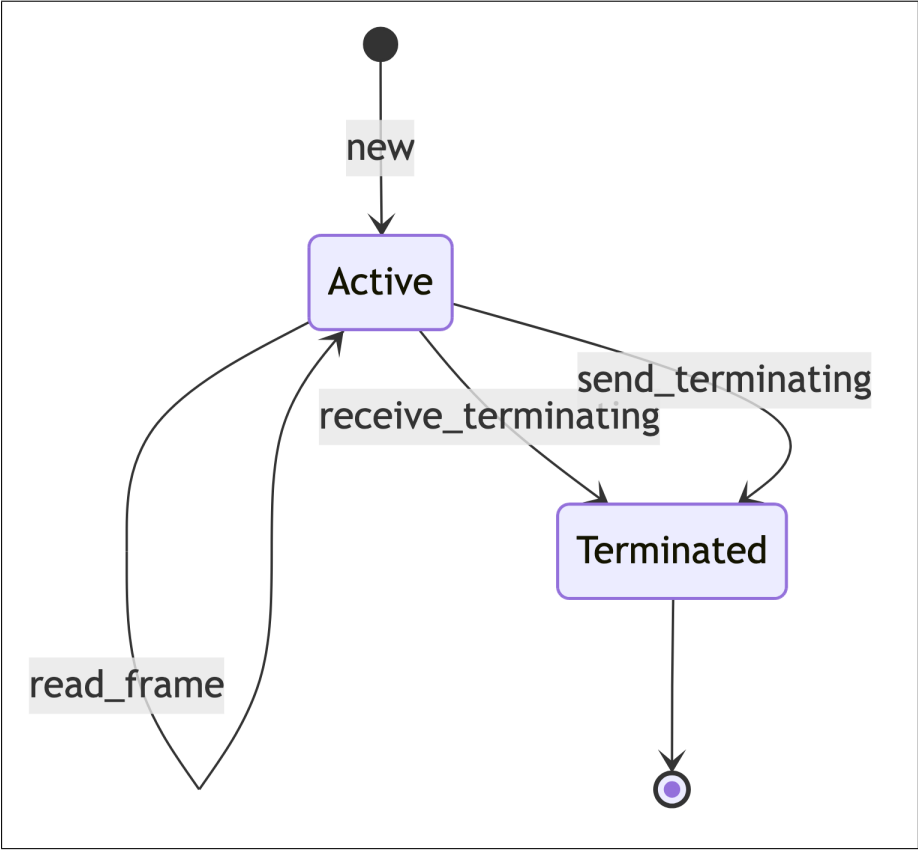 new
Active
send_terminating
receive_terminating
Terminated
read_frame